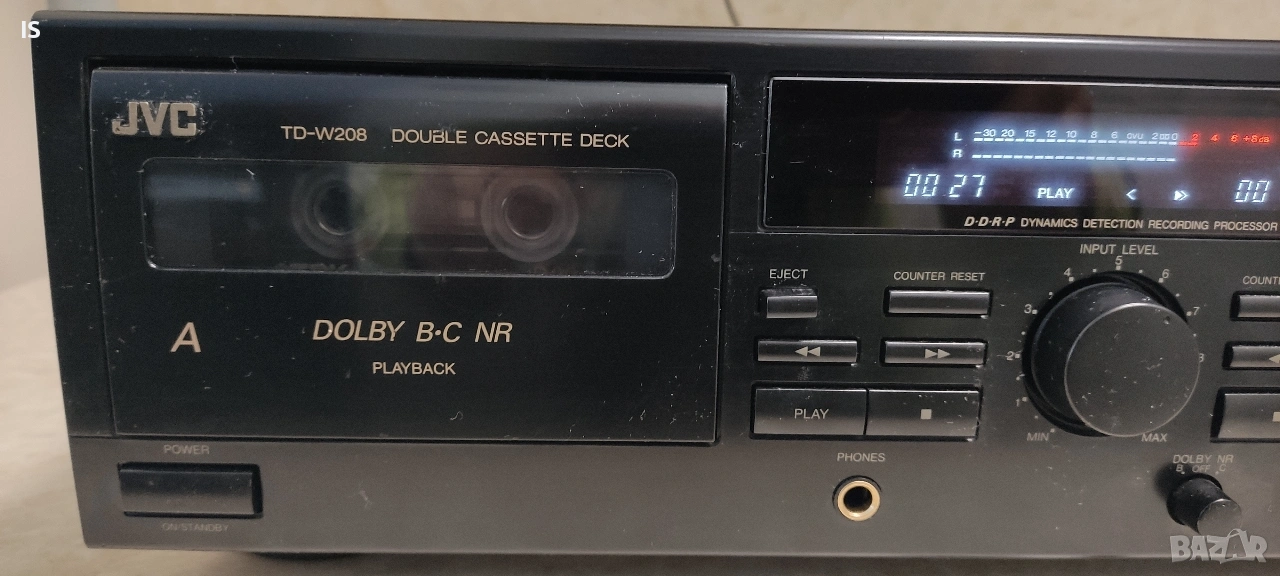 IS
JVC
TD-W208 DOUBLE CASSETTE DECK
A
DOLBY B•C NR
PLAYBACK
POWER
ON/STANDBY
L -30 20 15 12 10 8 6 0VU 2 0 2 4 6 +8dB
R
00 27 PLAY 00
D·D·R·P DYNAMICS DETECTION RECORDING PROCESSOR
EJECT
COUNTER RESET
PLAY
PHONES
INPUT LEVEL
MIN 1 2 3 4 5 6 7 8 MAX
COUNT
DOLBY NR
B OFF C
BAZAR